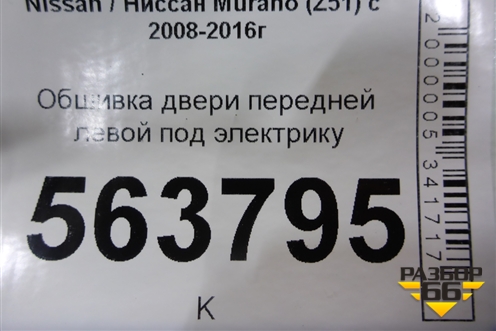 Nissan / Ниссан Murano (Z51) с
2008-2016г
Обшивка двери передней
левой под электрику
563795
К
2000005341717
РАЗБОР
66